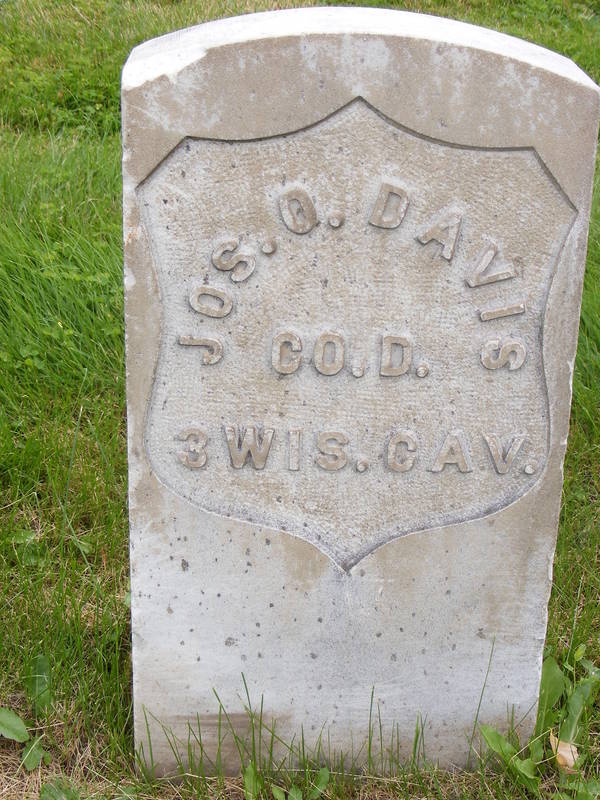 JOS. Q. DAVIS
CO. D.
3 WIS. CAV.